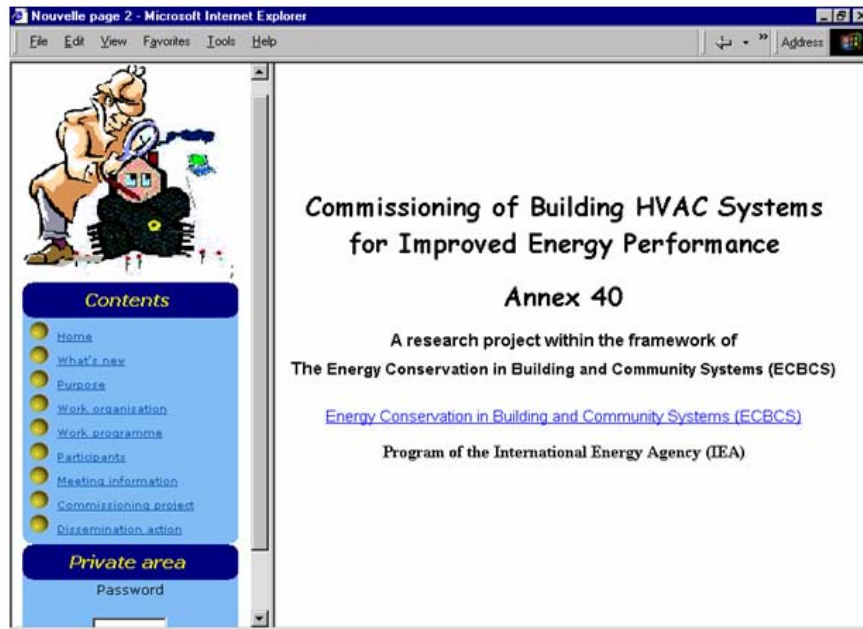 Nouvelle page 2 - Microsoft Internet Explorer
File Edit View Favorites Tools Help
» Address
Commissioning of Building HVAC Systems
for Improved Energy Performance
Annex 40
A research project within the framework of
The Energy Conservation in Building and Community Systems (ECBCS)
Energy Conservation in Building and Community Systems (ECBCS)
Program of the International Energy Agency (IEA)
Contents
Home
What's new
Purpose
Work organisation
Work programme
Participants
Meeting information
Commissioning project
Dissemination action
Private area
Password